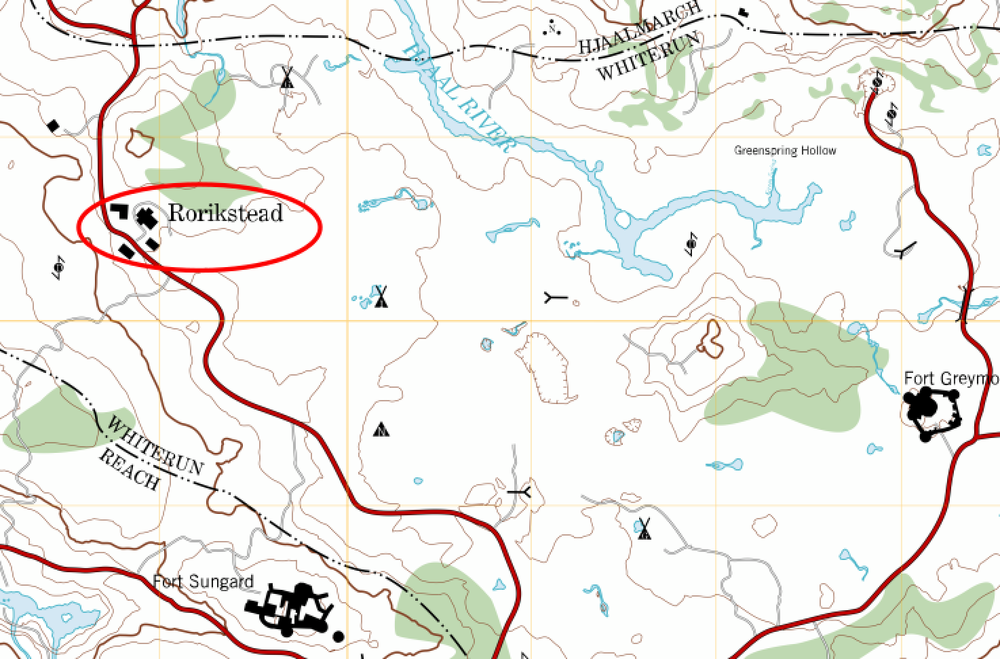 HJAALMARCH
WHITERUN
HJAAL RIVER
Greenspring Hollow
Rorikstead
Fort Greymo
WHITERUN
REACH
Fort Sungard